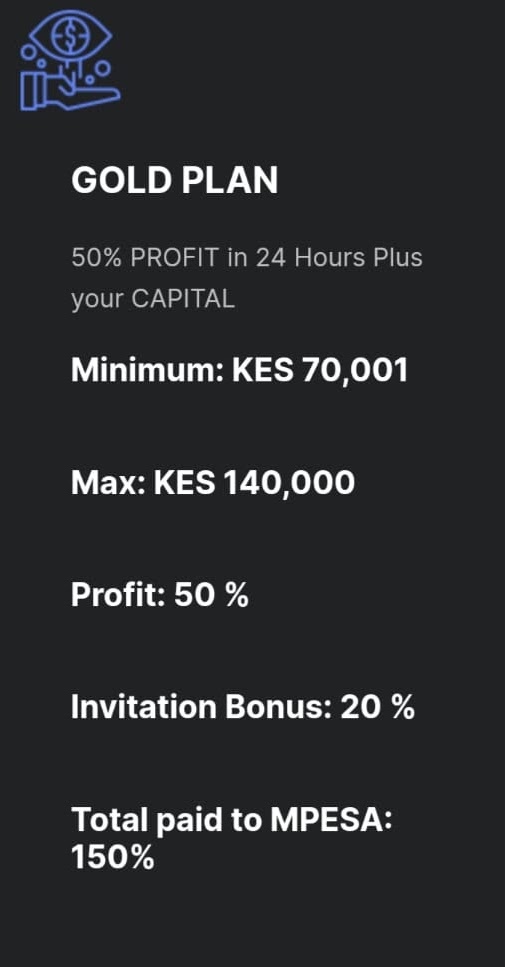 GOLD PLAN
50% PROFIT in 24 Hours Plus
your CAPITAL
Minimum: KES 70,001
Max: KES 140,000
Profit: 50 %
Invitation Bonus: 20 %
Total paid to MPESA:
150%